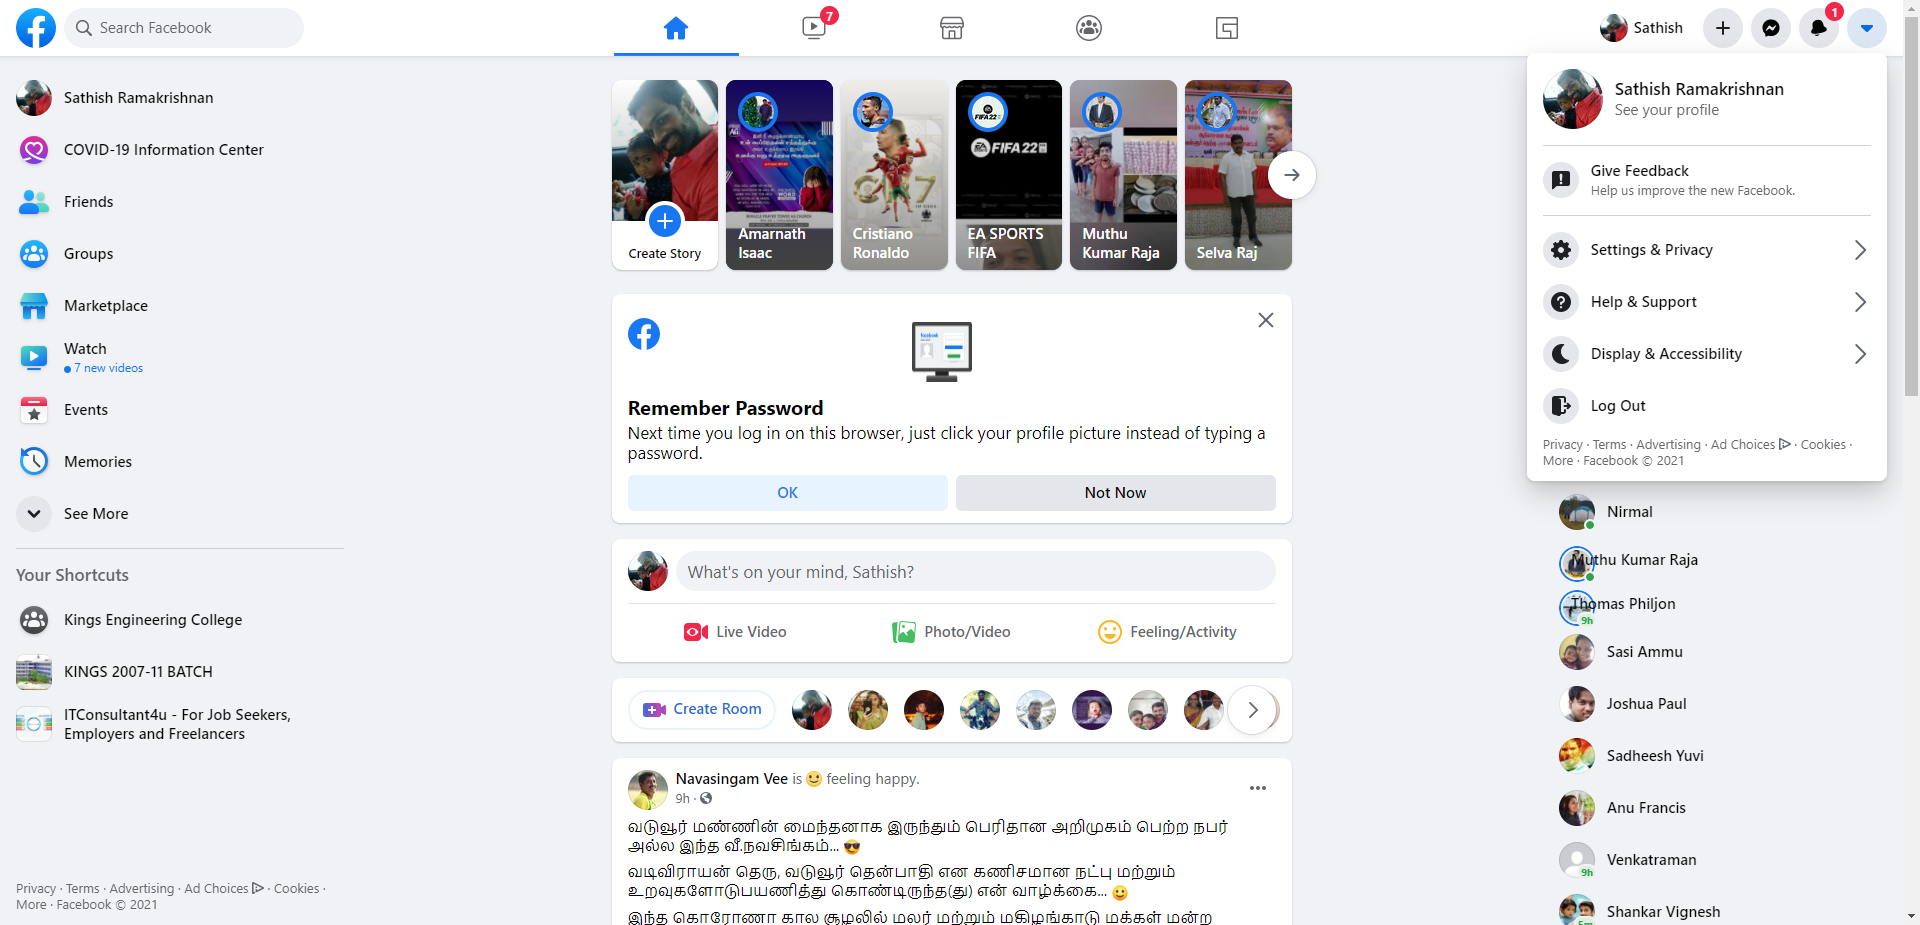 Search Facebook
7
Sathish
1
Sathish Ramakrishnan
COVID-19 Information Center
Friends
Groups
Marketplace
Watch
7 new videos
Events
Memories
See More
Your Shortcuts
Kings Engineering College
KINGS 2007-11 BATCH
ITConsultant4u - For Job Seekers,
Employers and Freelancers
Privacy · Terms · Advertising · Ad Choices · Cookies ·
More · Facebook © 2021
Create Story
Amarnath
Isaac
Cristiano
Ronaldo
FIFA 22
FIFA 22
EA SPORTS
FIFA
Muthu
Kumar Raja
Selva Raj
Remember Password
Next time you log in on this browser, just click your profile picture instead of typing a
password.
OK
Not Now
What's on your mind, Sathish?
Live Video
Photo/Video
Feeling/Activity
Create Room
Navasingam Vee is 🙂 feeling happy.
9h ·
வடுவூர் மண்ணின் மைந்தனாக இருந்தும் பெரிதான அறிமுகம் பெற்ற நபர்
அல்ல இந்த வீ.நவசிங்கம்... 😎
வடிவிராயன் தெரு, வடுவூர் தென்பாதி என கணிசமான நட்பு மற்றும்
உறவுகளோடுபயணித்து கொண்டிருந்த(து) என் வாழ்க்கை... 🙂
இந்த கொரோணா கால சூழலில் மலர் மற்றும் மகிழங்காடு மக்கள் மன்ற
Sathish Ramakrishnan
See your profile
Give Feedback
Help us improve the new Facebook.
Settings & Privacy
Help & Support
Display & Accessibility
Log Out
Privacy · Terms · Advertising · Ad Choices · Cookies ·
More · Facebook © 2021
Nirmal
Muthu Kumar Raja
Thomas Philjon
9h
Sasi Ammu
Joshua Paul
Sadheesh Yuvi
Anu Francis
Venkatraman
9h
Shankar Vignesh